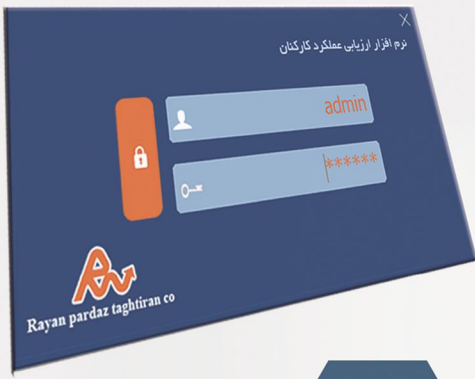 نرم افزار ارزیابی عملکرد کارکنان
admin
******
Rayan pardaz taghtiran co